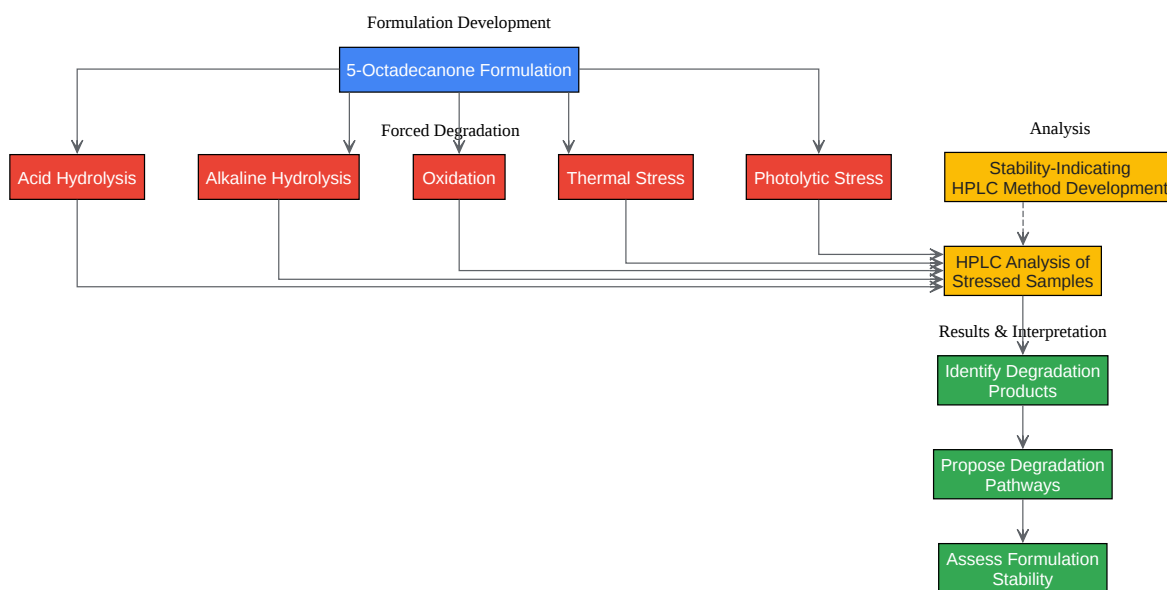 Formulation Development
5-Octadecanone Formulation
Forced Degradation
Analysis
Acid Hydrolysis
Alkaline Hydrolysis
Oxidation
Thermal Stress
Photolytic Stress
Stability-Indicating
HPLC Method Development
HPLC Analysis of
Stressed Samples
Results & Interpretation
Identify Degradation
Products
Propose Degradation
Pathways
Assess Formulation
Stability